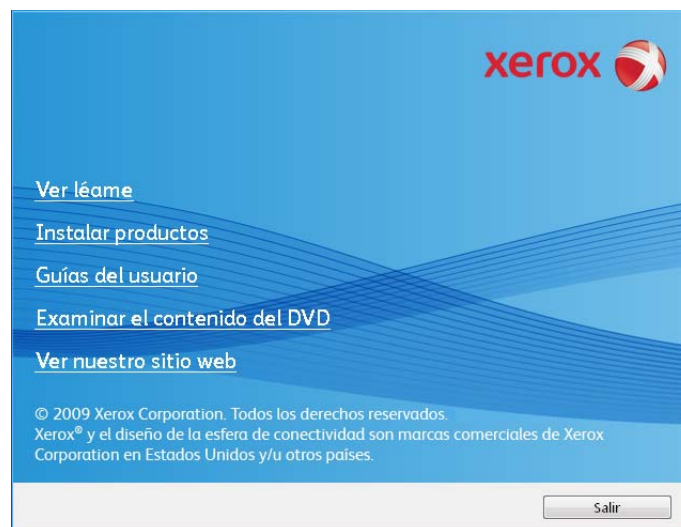 xerox
Ver léame
Instalar productos
Guías del usuario
Examinar el contenido del DVD
Ver nuestro sitio web
© 2009 Xerox Corporation. Todos los derechos reservados.
Xerox® y el diseño de la esfera de conectividad son marcas comerciales de Xerox
Corporation en Estados Unidos y/u otros países.
Salir